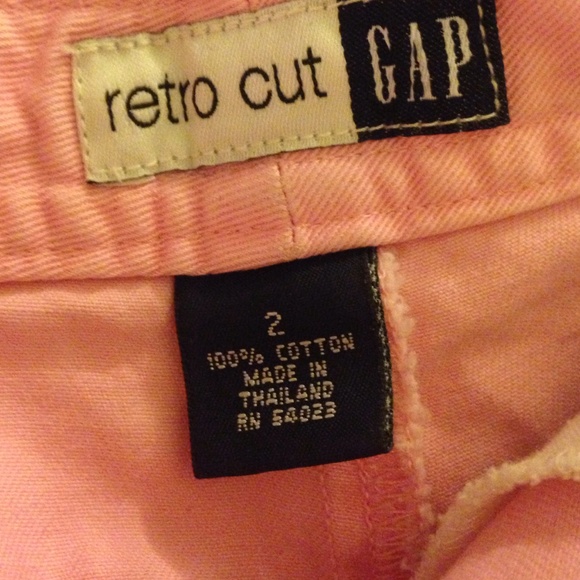 retro cut GAP
2
100% COTTON
MADE IN
THAILAND
RN 54023